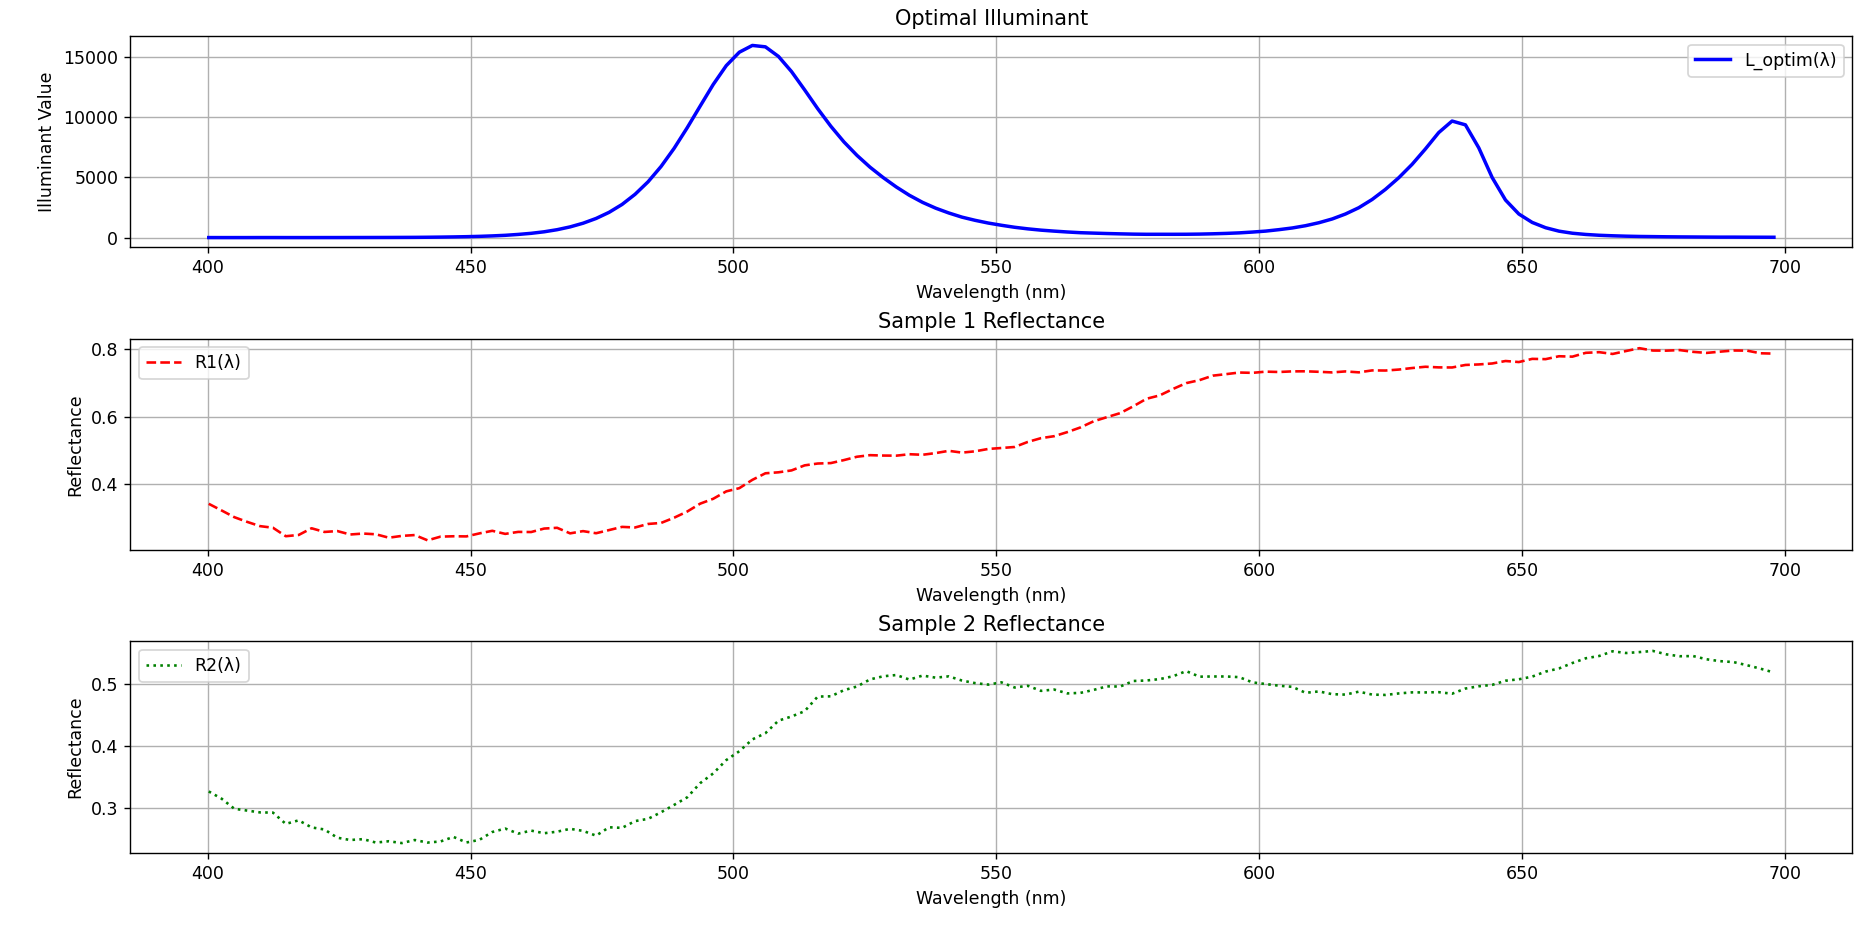 Optimal Illuminant
Illuminant Value
15000
10000
5000
0
L_optim(λ)
400 450 500 550 600 650 700
Wavelength (nm)
Sample 1 Reflectance
Reflectance
0.8
0.6
0.4
R1(λ)
400 450 500 550 600 650 700
Wavelength (nm)
Sample 2 Reflectance
Reflectance
0.5
0.4
0.3
R2(λ)
400 450 500 550 600 650 700
Wavelength (nm)